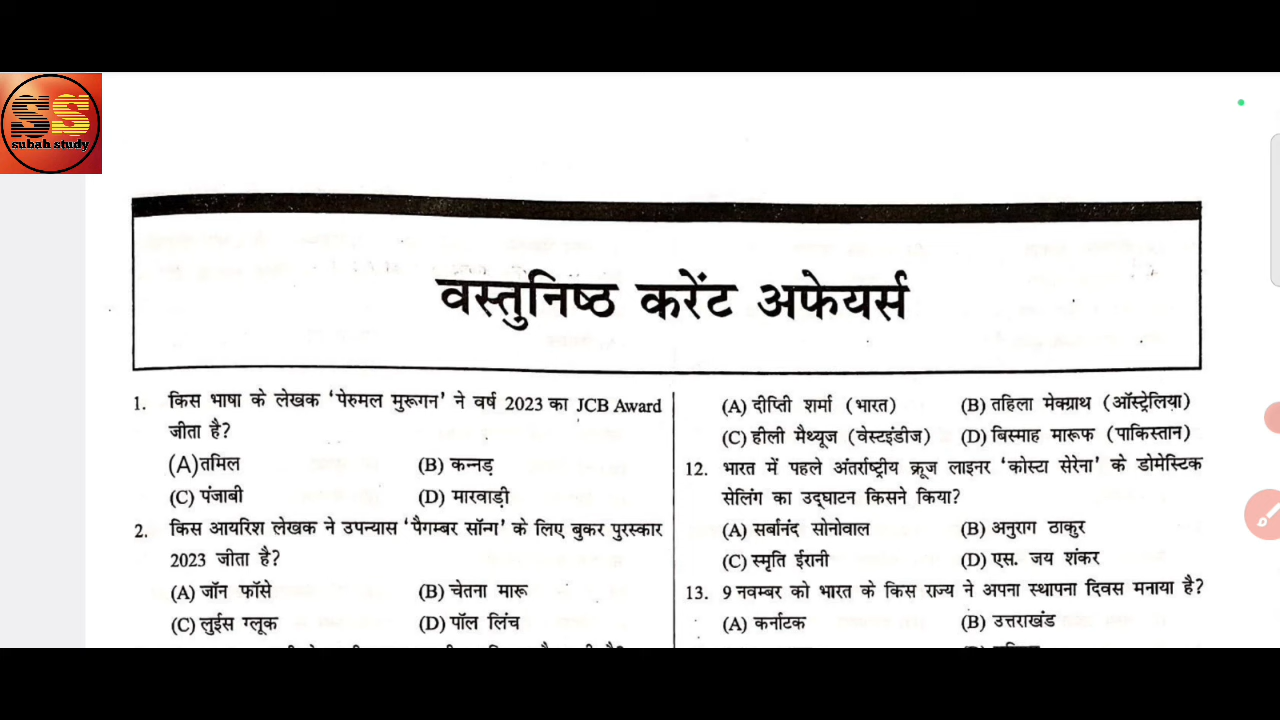 SS
subah study
वस्तुनिष्ठ करेंट अफेयर्स
1. किस भाषा के लेखक ‘पेरुमल मुरूगन’ ने वर्ष 2023 का JCB Award
जीता है?
(A) तमिल (B) कन्नड़
(C) पंजाबी (D) मारवाड़ी
2. किस आयरिश लेखक ने उपन्यास ‘पैगम्बर सॉन्ग’ के लिए बुकर पुरस्कार
2023 जीता है?
(A) जॉन फॉसे (B) चेतना मारू
(C) लुईस ग्लूक (D) पॉल लिंच
(A) दीप्ति शर्मा (भारत) (B) तहिला मेक्ग्राथ (ऑस्ट्रेलिया)
(C) हीली मैथ्यूज (वेस्टइंडीज) (D) बिस्माह मारूफ (पाकिस्तान)
12. भारत में पहले अंतर्राष्ट्रीय क्रूज लाइनर ‘कोस्टा सेरेना’ के डोमेस्टिक
सेलिंग का उद्घाटन किसने किया?
(A) सर्बानंद सोनोवाल (B) अनुराग ठाकुर
(C) स्मृति ईरानी (D) एस. जय शंकर
13. 9 नवम्बर को भारत के किस राज्य ने अपना स्थापना दिवस मनाया है?
(A) कर्नाटक (B) उत्तराखंड